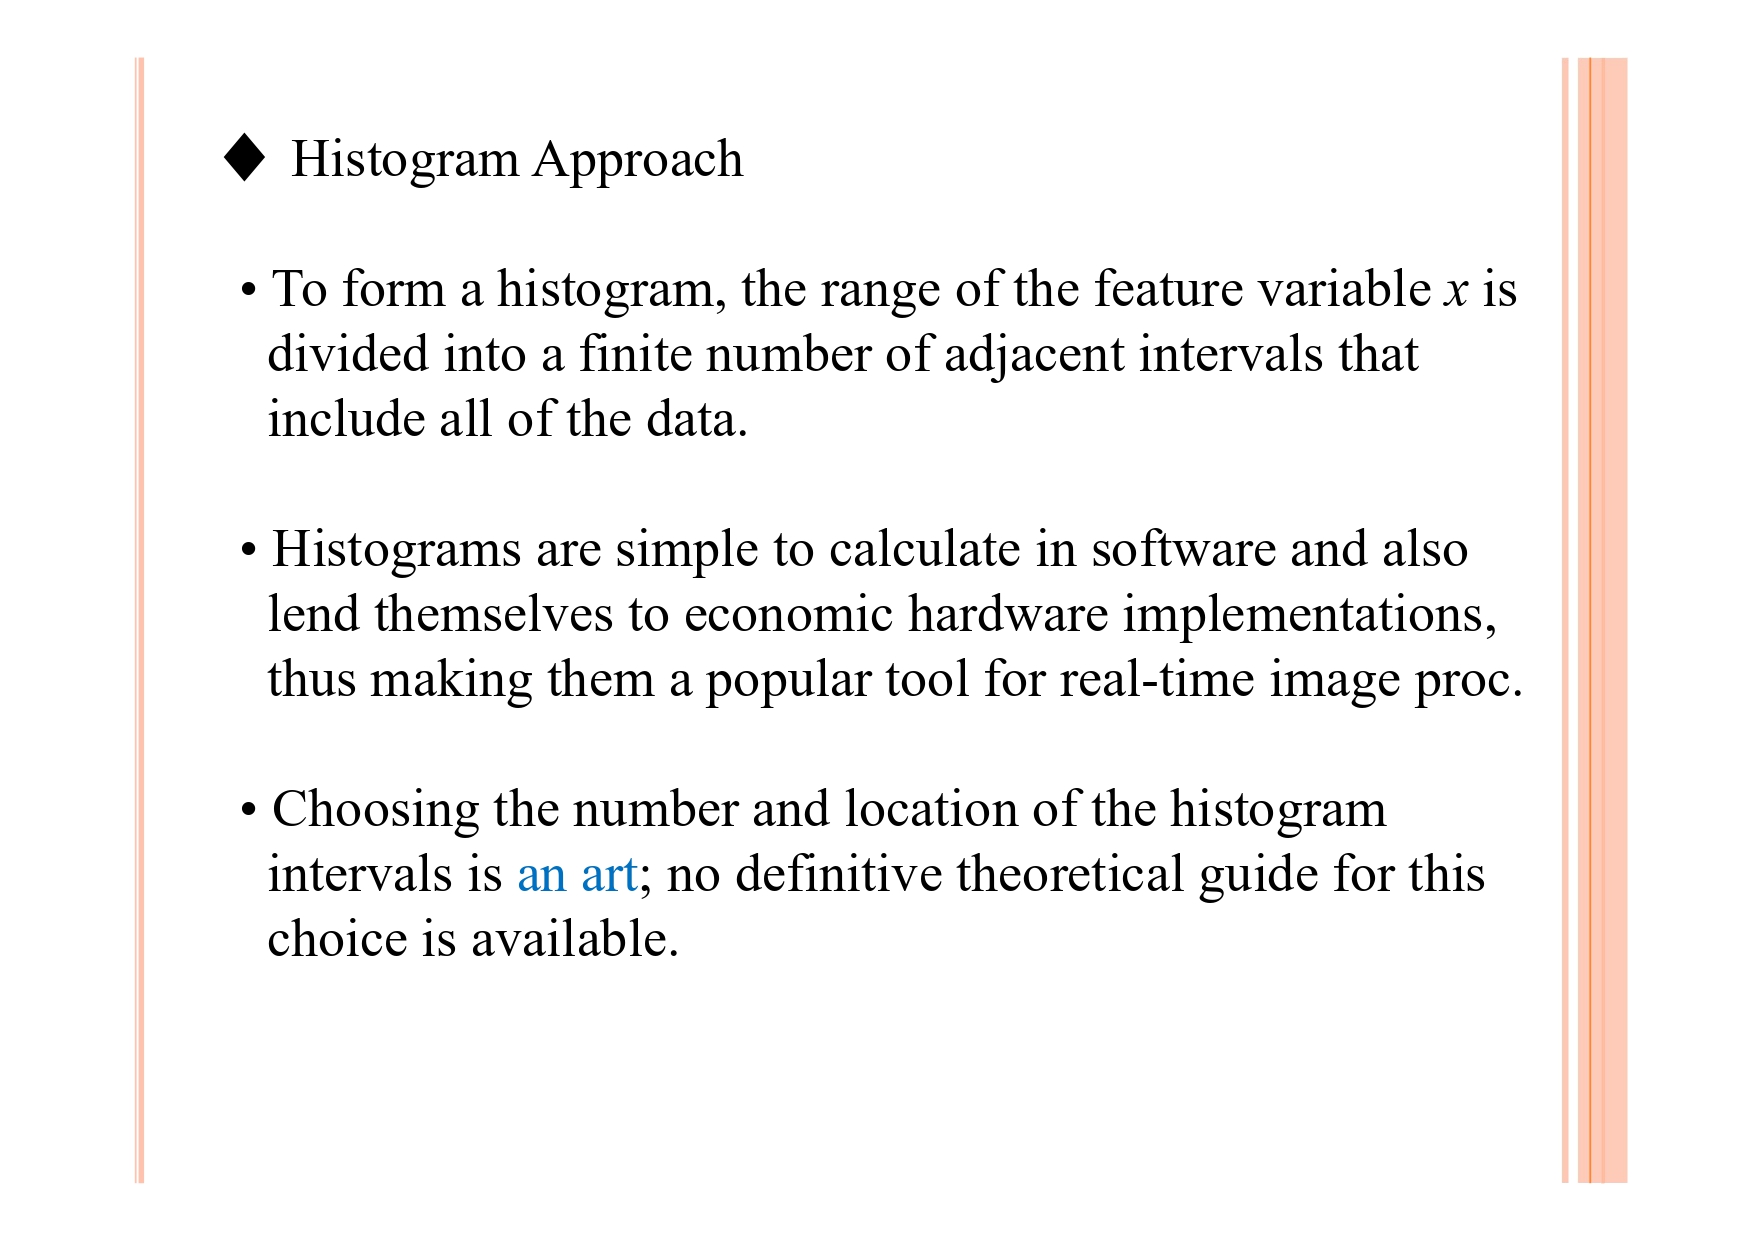 ♦ Histogram Approach
• To form a histogram, the range of the feature variable x is
divided into a finite number of adjacent intervals that
include all of the data.
• Histograms are simple to calculate in software and also
lend themselves to economic hardware implementations,
thus making them a popular tool for real-time image proc.
• Choosing the number and location of the histogram
intervals is an art; no definitive theoretical guide for this
choice is available.